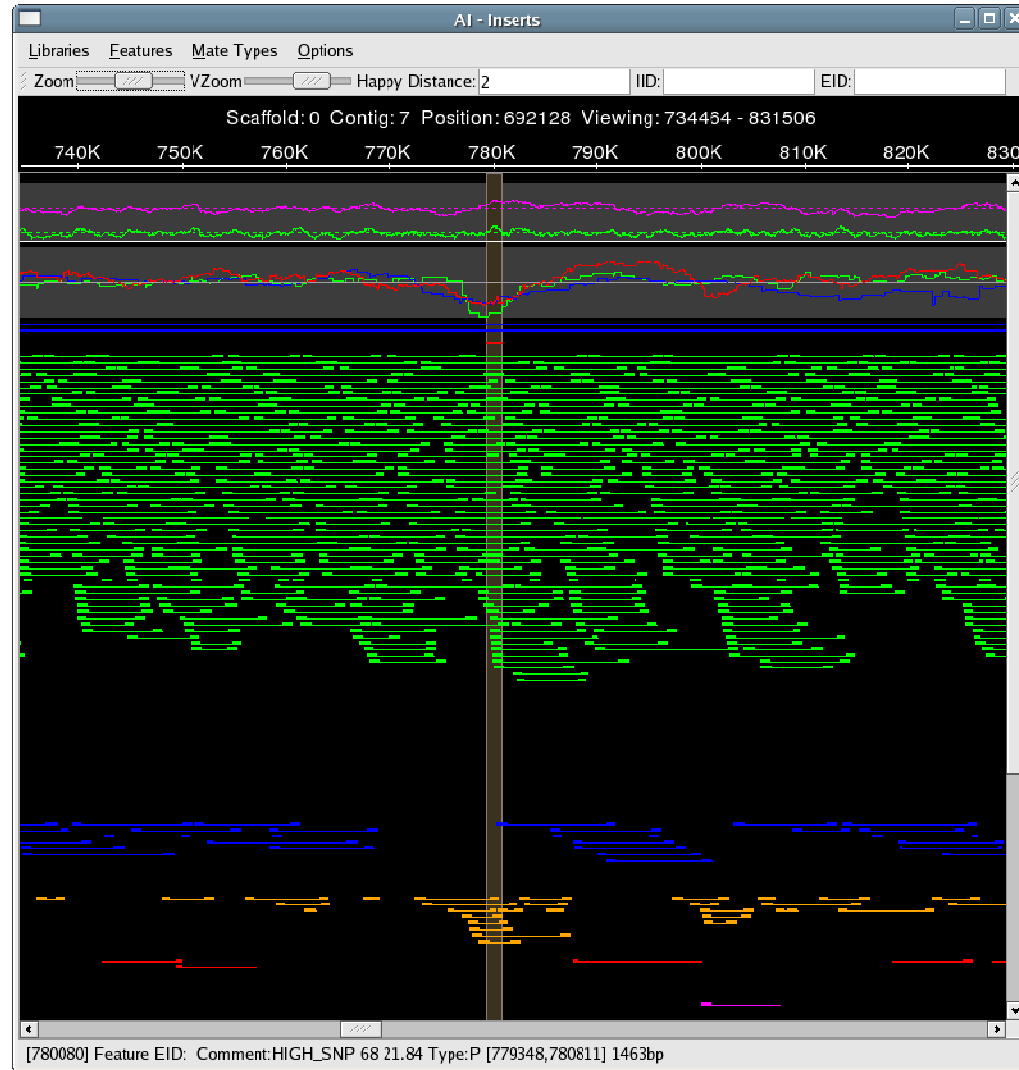 AI - Inserts
Libraries Features Mate Types Options
Zoom VZoom Happy Distance: 2 IID: EID:
Scaffold: 0 Contig: 7 Position: 692128 Viewing: 734464 - 831506
740K 750K 760K 770K 780K 790K 800K 810K 820K 830
[780080] Feature EID: Comment:HIGH_SNP 68 21.84 Type:P [779348,780811] 1463bp